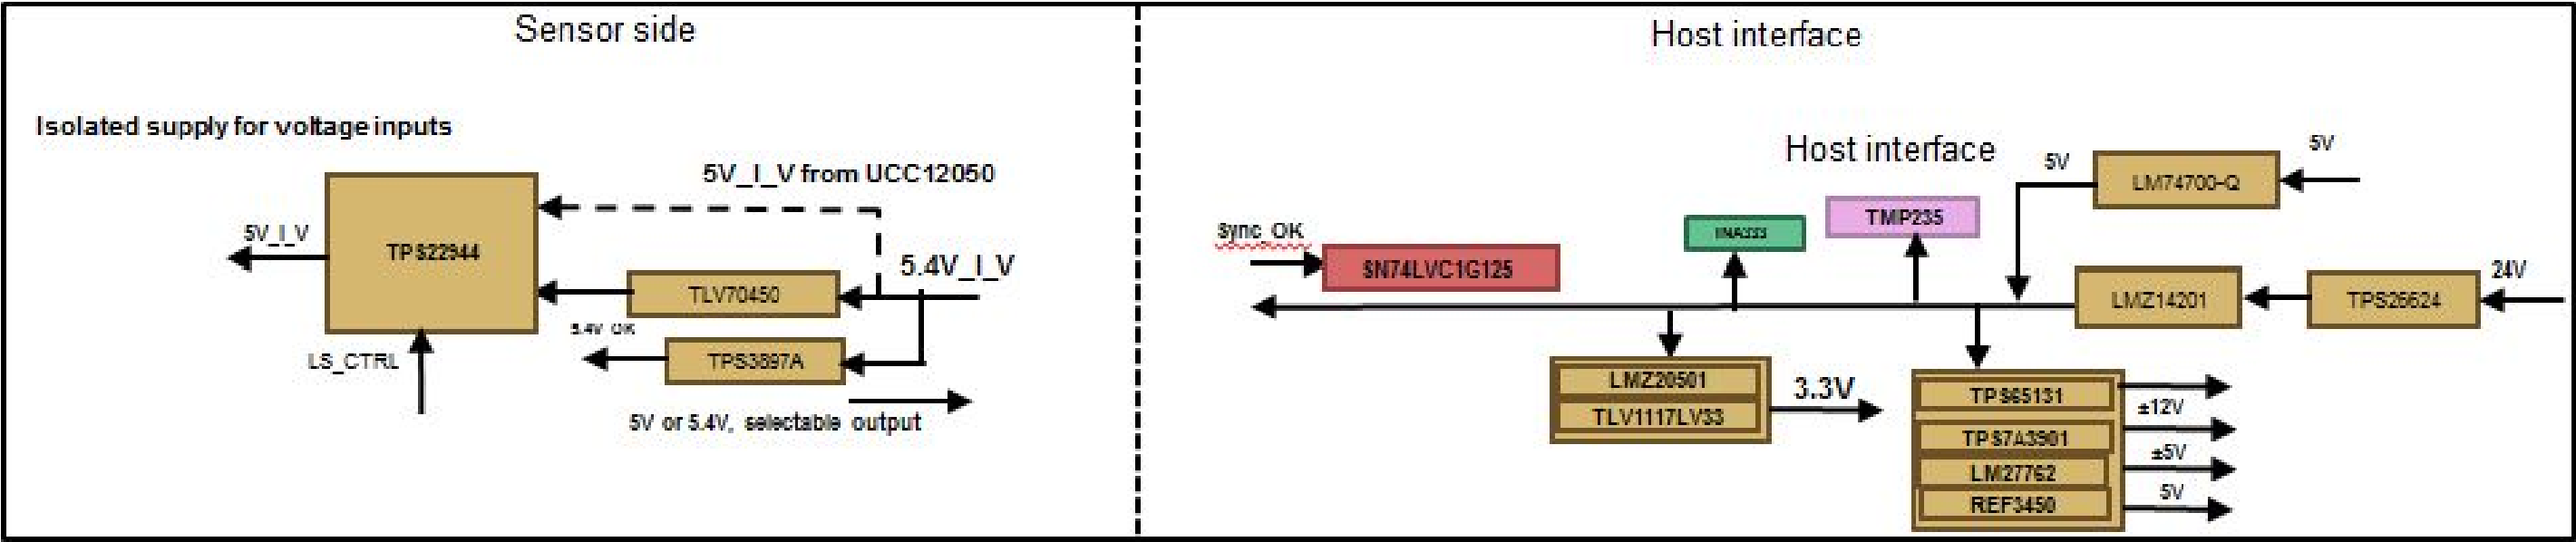 Sensor side
Isolated supply for voltage inputs
5V_I_V from UCC12050
5V_I_V
TPS22944
5.4V_I_V
TLV70450
5.4V_OK
TPS3897A
LS_CTRL
5V or 5.4V, selectable output
Host interface
Host interface
5V
5V
LM74700-Q
TMP235
INA333
Sync_OK
SN74LVC1G125
24V
LMZ14201
TPS26624
LMZ20501
TLV1117LV33
3.3V
TPS65131
±12V
TPS7A3901
±5V
LM27762
5V
REF3450